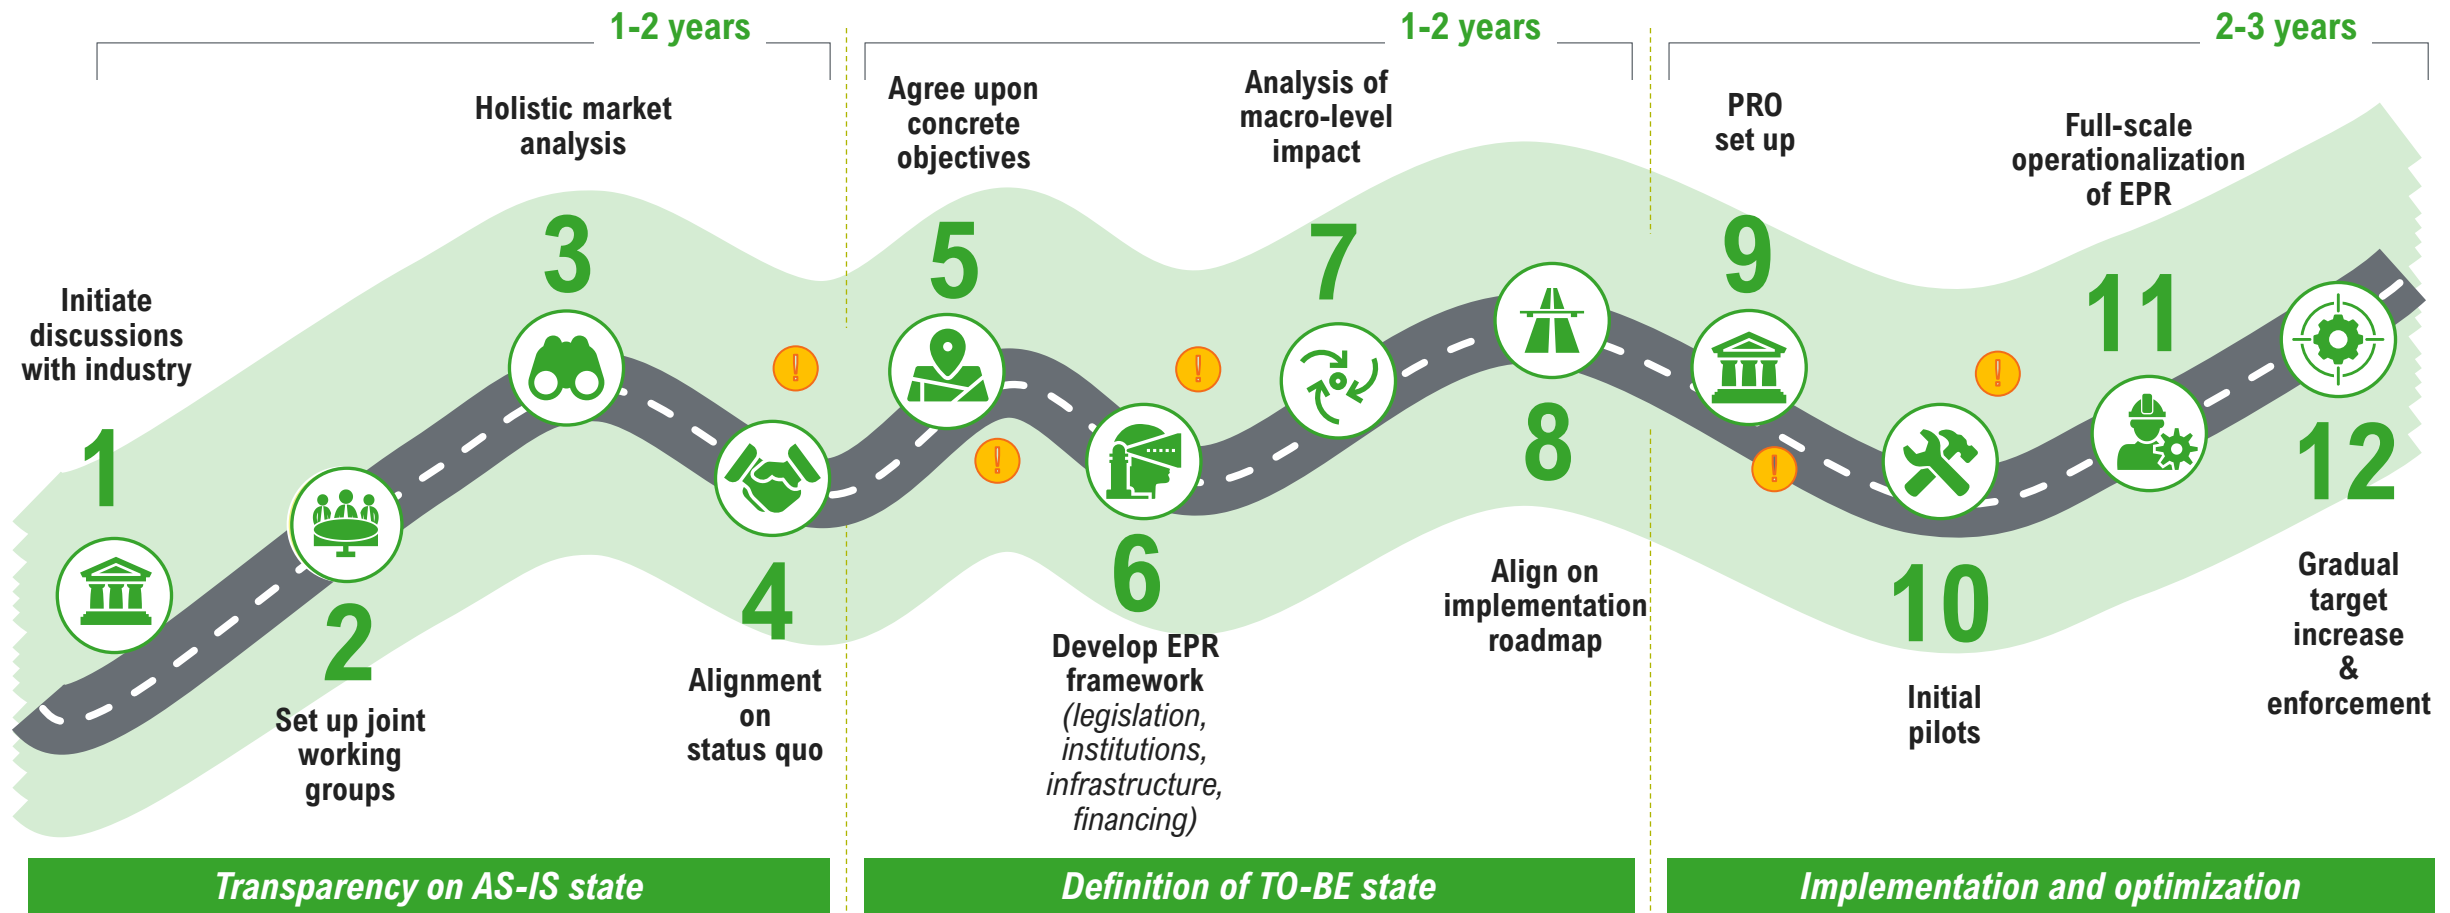 1-2 years
1-2 years
2-3 years
Initiate
discussions
with industry
1
2
Set up joint
working
groups
Holistic market
analysis
3
4
Alignment
on
status quo
Agree upon
concrete
objectives
5
6
Develop EPR
framework
(legislation,
institutions,
infrastructure,
financing)
Analysis of
macro-level
impact
7
8
Align on
implementation
roadmap
PRO
set up
9
10
Initial
pilots
Full-scale
operationalization
of EPR
11
12
Gradual
target
increase
&
enforcement
!
!
!
!
!
Transparency on AS-IS state
Definition of TO-BE state
Implementation and optimization